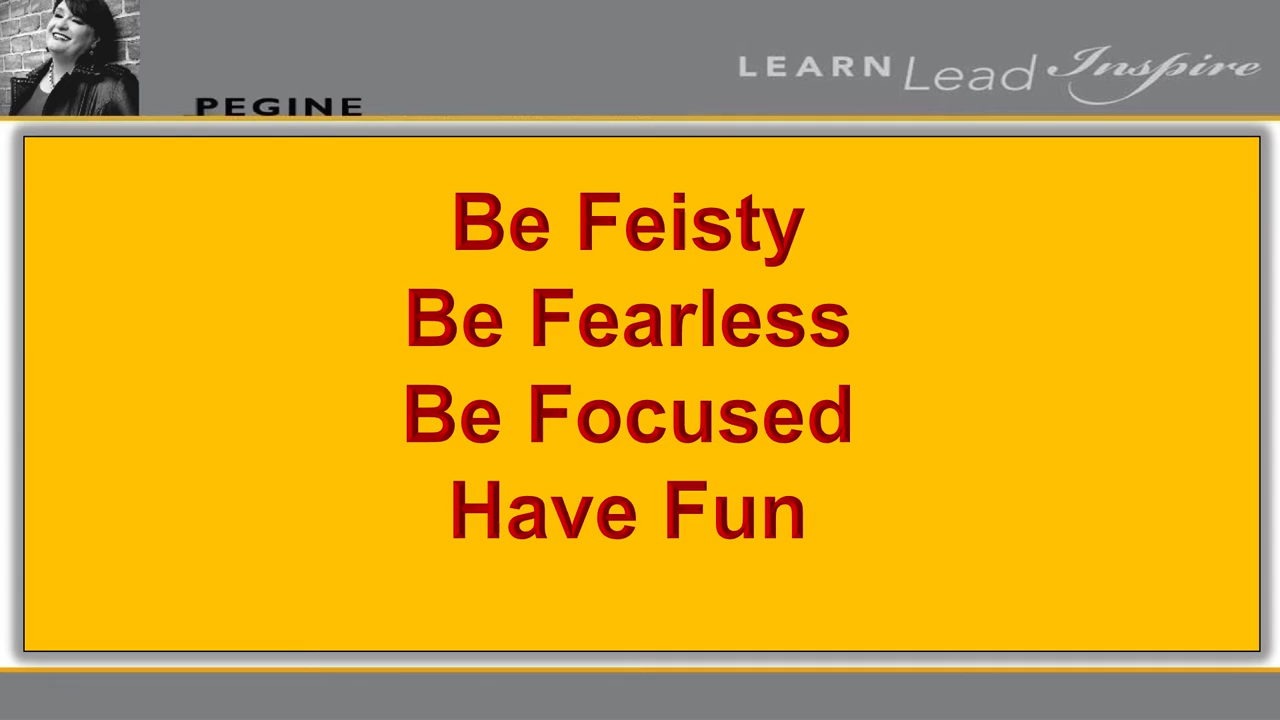 PEGINE
LEARN Lead Inspire
Be Feisty
Be Fearless
Be Focused
Have Fun